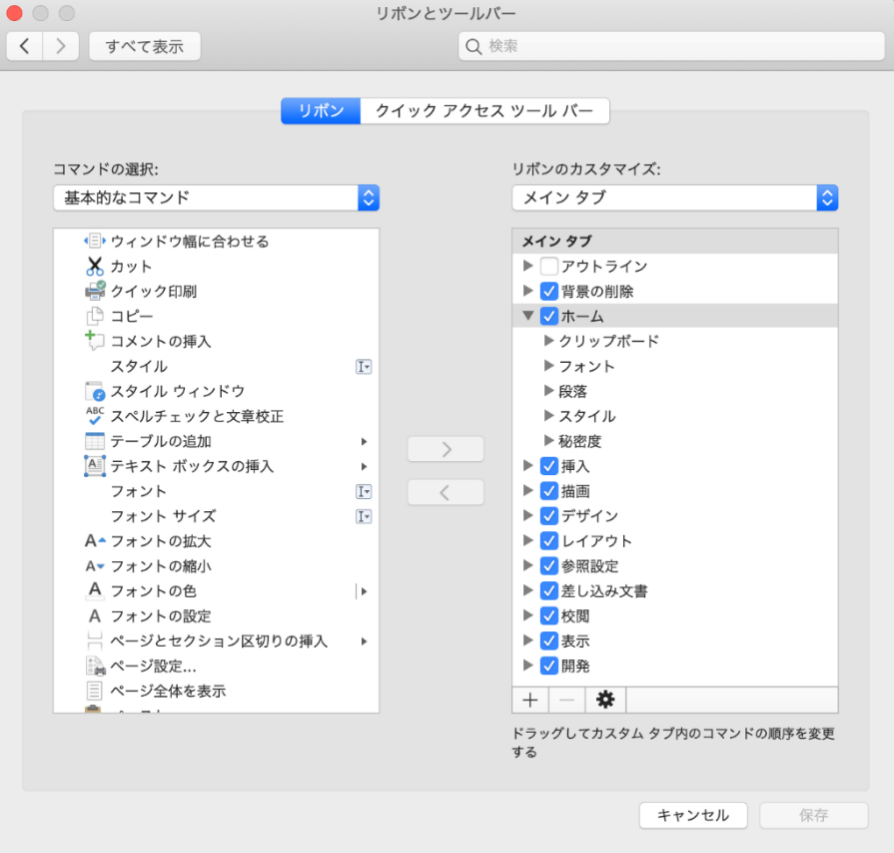 リボンとツールバー
すべて表示
検索
リボン
クイック アクセス ツール バー
コマンドの選択:
基本的なコマンド
ウィンドウ幅に合わせる
カット
クイック印刷
コピー
コメントの挿入
スタイル
スタイル ウィンドウ
ABC
スペルチェックと文章校正
テーブルの追加
テキスト ボックスの挿入
フォント
フォント サイズ
フォントの拡大
フォントの縮小
フォントの色
フォントの設定
ページとセクション区切りの挿入
ページ設定...
ページ全体を表示
リボンのカスタマイズ:
メイン タブ
メイン タブ
アウトライン
背景の削除
ホーム
クリップボード
フォント
段落
スタイル
秘密度
挿入
描画
デザイン
レイアウト
参照設定
差し込み文書
校閲
表示
開発
ドラッグしてカスタム タブ内のコマンドの順序を変更
する
キャンセル
保存